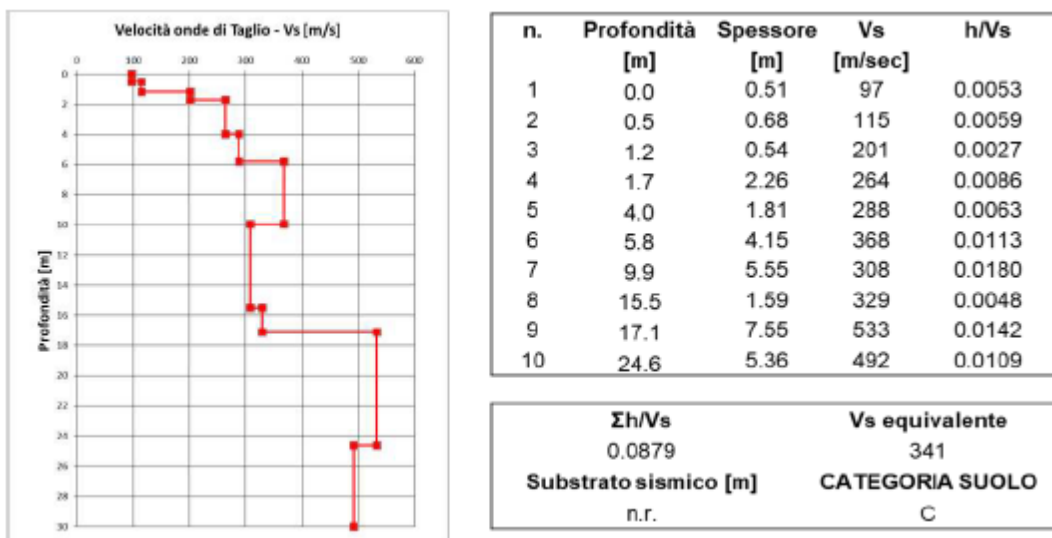 Velocità onde di Taglio - Vs [m/s]
0 100 200 300 400 500 600
0
2
4
6
8
10
12
14
16
18
20
22
24
26
28
30
Profondità [m]
n. Profondità Spessore Vs h/Vs
[m] [m] [m/sec]
1 0.0 0.51 97 0.0053
2 0.5 0.68 115 0.0059
3 1.2 0.54 201 0.0027
4 1.7 2.26 264 0.0086
5 4.0 1.81 288 0.0063
6 5.8 4.15 368 0.0113
7 9.9 5.55 308 0.0180
8 15.5 1.59 329 0.0048
9 17.1 7.55 533 0.0142
10 24.6 5.36 492 0.0109
Σh/Vs Vs equivalente
0.0879 341
Substrato sismico [m] CATEGORIA SUOLO
n.r. C